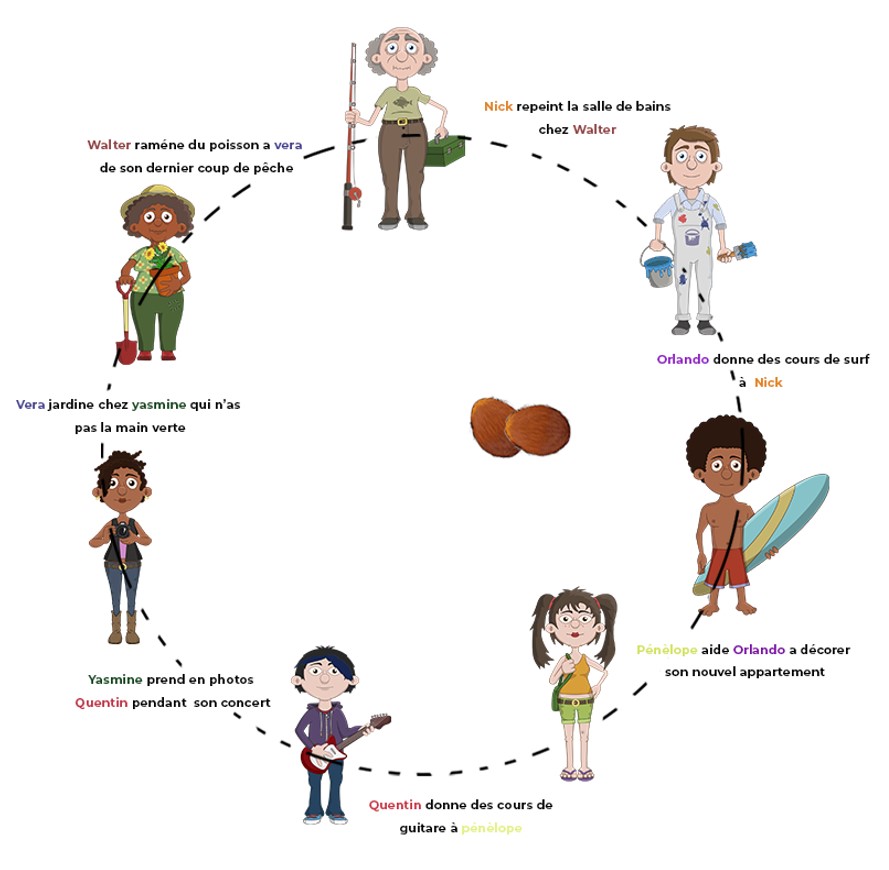 Nick repeint la salle de bains
chez Walter
Walter raméne du poisson a vera
de son dernier coup de pêche
Orlando donne des cours de surf
à Nick
Vera jardine chez yasmine qui n'as
pas la main verte
Pénèlope aide Orlando a décorer
son nouvel appartement
Yasmine prend en photos
Quentin pendant son concert
Quentin donne des cours de
guitare à pénèlope